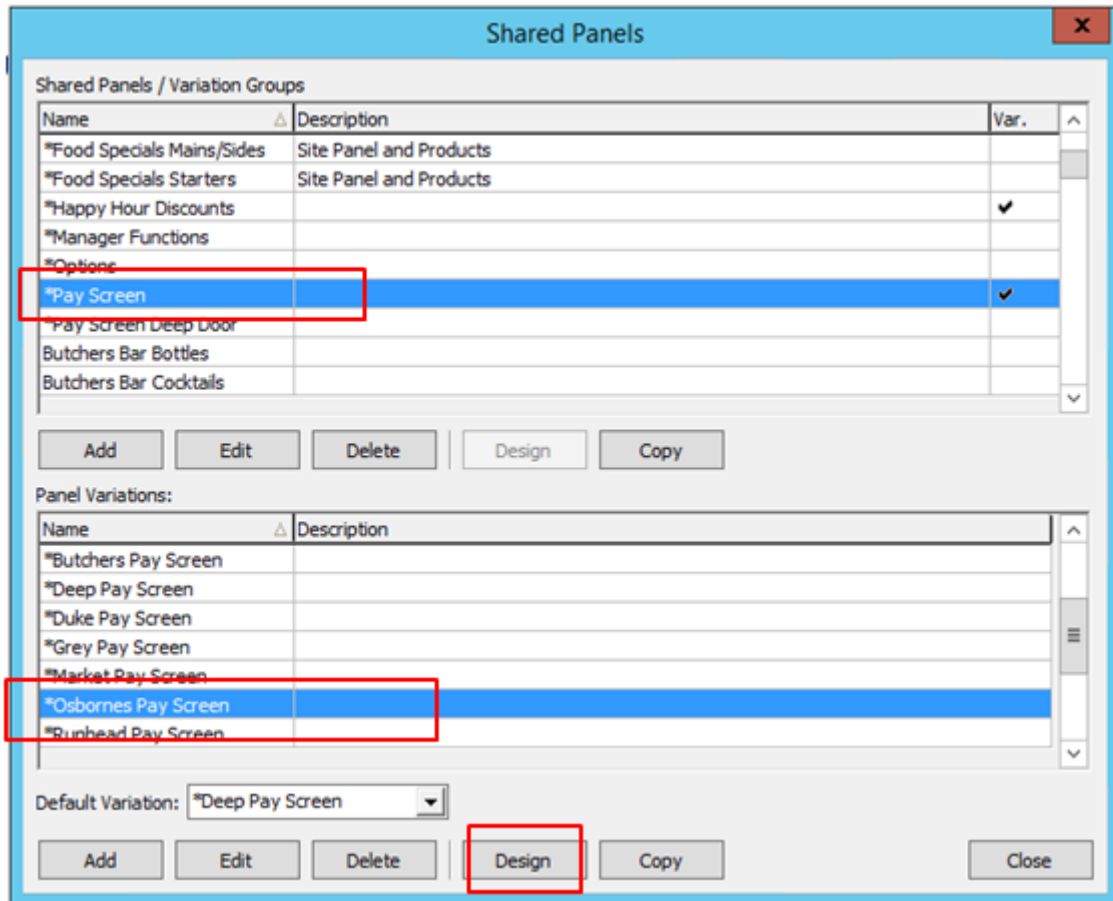 Shared Panels
x
Shared Panels / Variation Groups
Name Description Var.
*Food Specials Mains/Sides Site Panel and Products
*Food Specials Starters Site Panel and Products
*Happy Hour Discounts
*Manager Functions
*Options
*Pay Screen
*Pay Screen Deep Door
Butchers Bar Bottles
Butchers Bar Cocktails
Add Edit Delete Design Copy
Panel Variations:
Name Description
*Butchers Pay Screen
*Deep Pay Screen
*Duke Pay Screen
*Grey Pay Screen
*Market Pay Screen
*Osbornes Pay Screen
*Runhead Pay Screen
Default Variation: *Deep Pay Screen
Add Edit Delete Design Copy Close